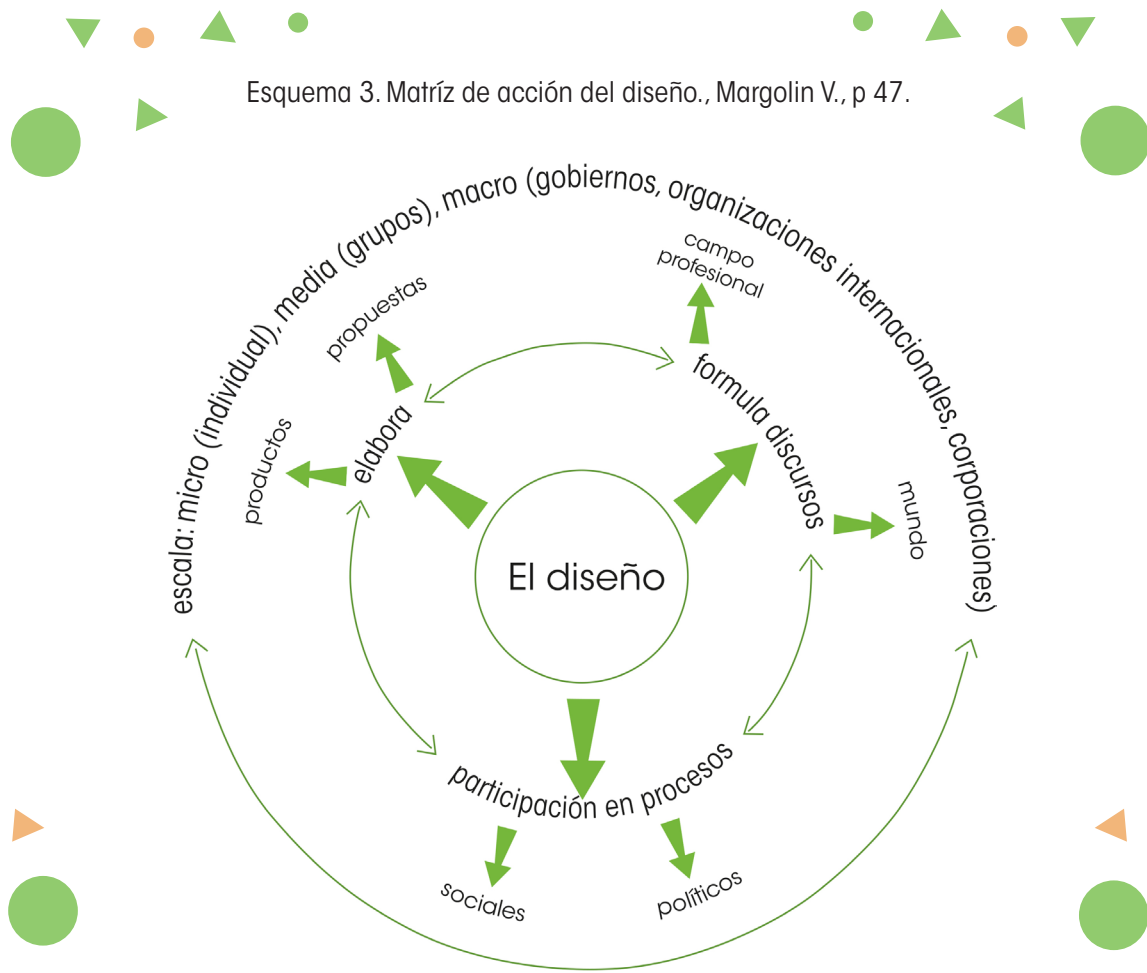 Esquema 3. Matríz de acción del diseño., Margolin V., p 47.
escala: micro (individual), media (grupos), macro (gobiernos, organizaciones internacionales, corporaciones)
campo
profesional
propuestas
formula discursos
elabora
productos
mundo
El diseño
participación en procesos
sociales
políticos